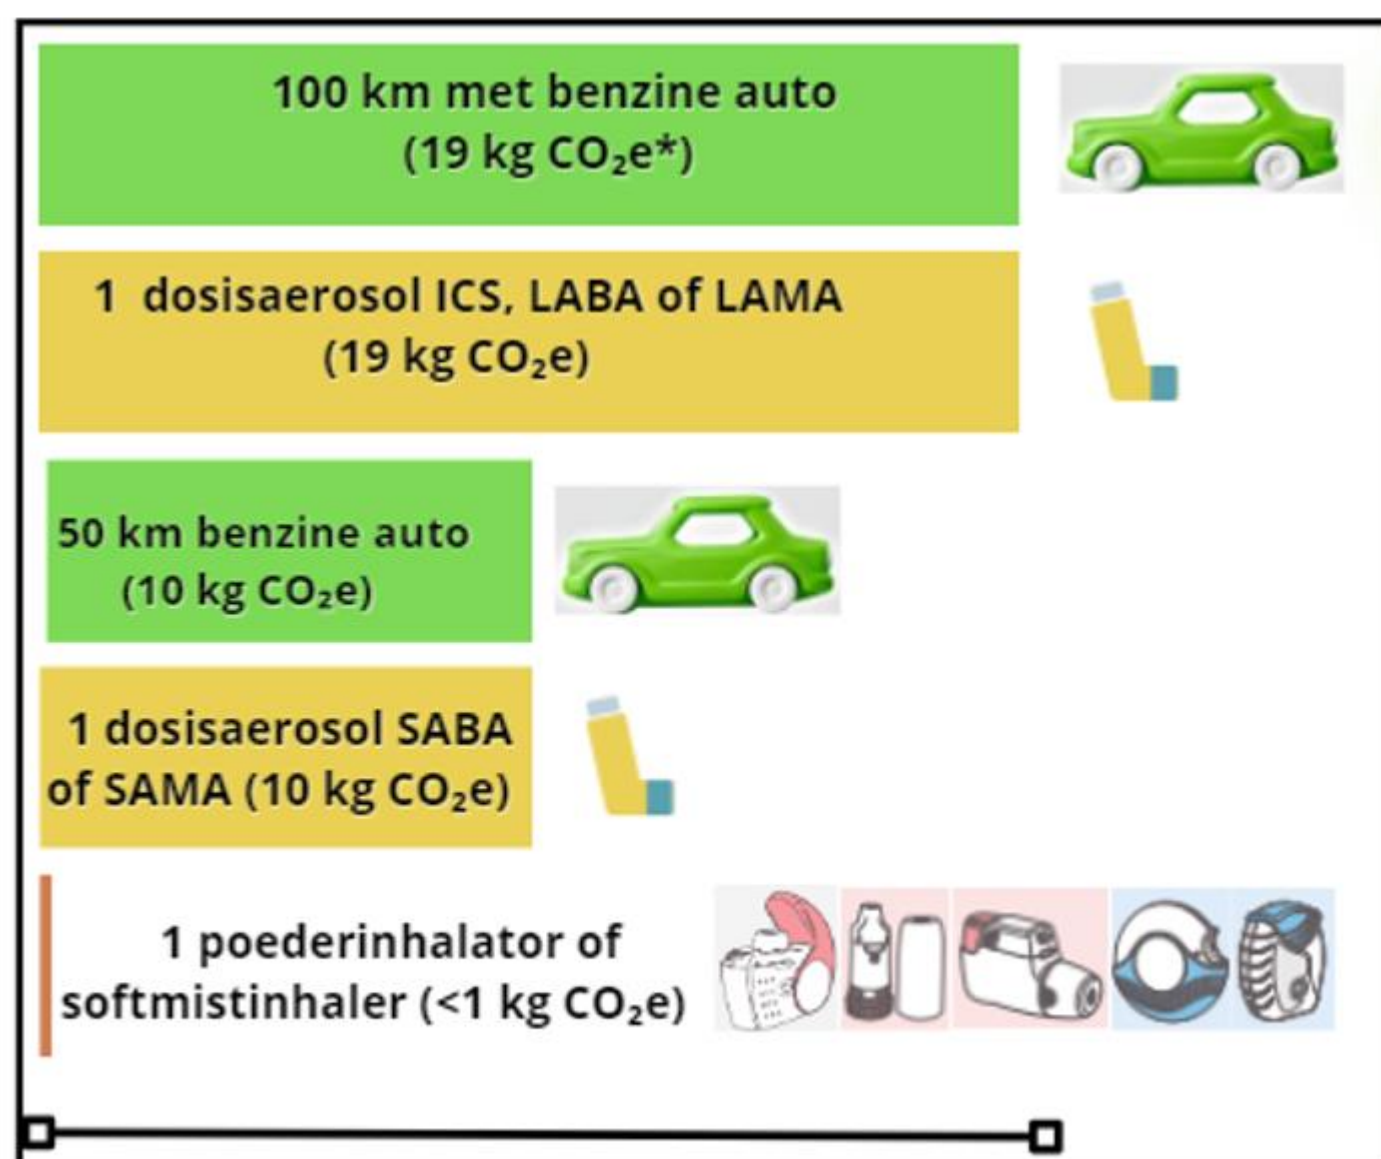 100 km met benzine auto
(19 kg CO₂e*)
1 dosisaerosol ICS, LABA of LAMA
(19 kg CO₂e)
50 km benzine auto
(10 kg CO₂e)
1 dosisaerosol SABA
of SAMA (10 kg CO₂e)
1 poederinhalator of
softmistinhaler (<1 kg CO₂e)